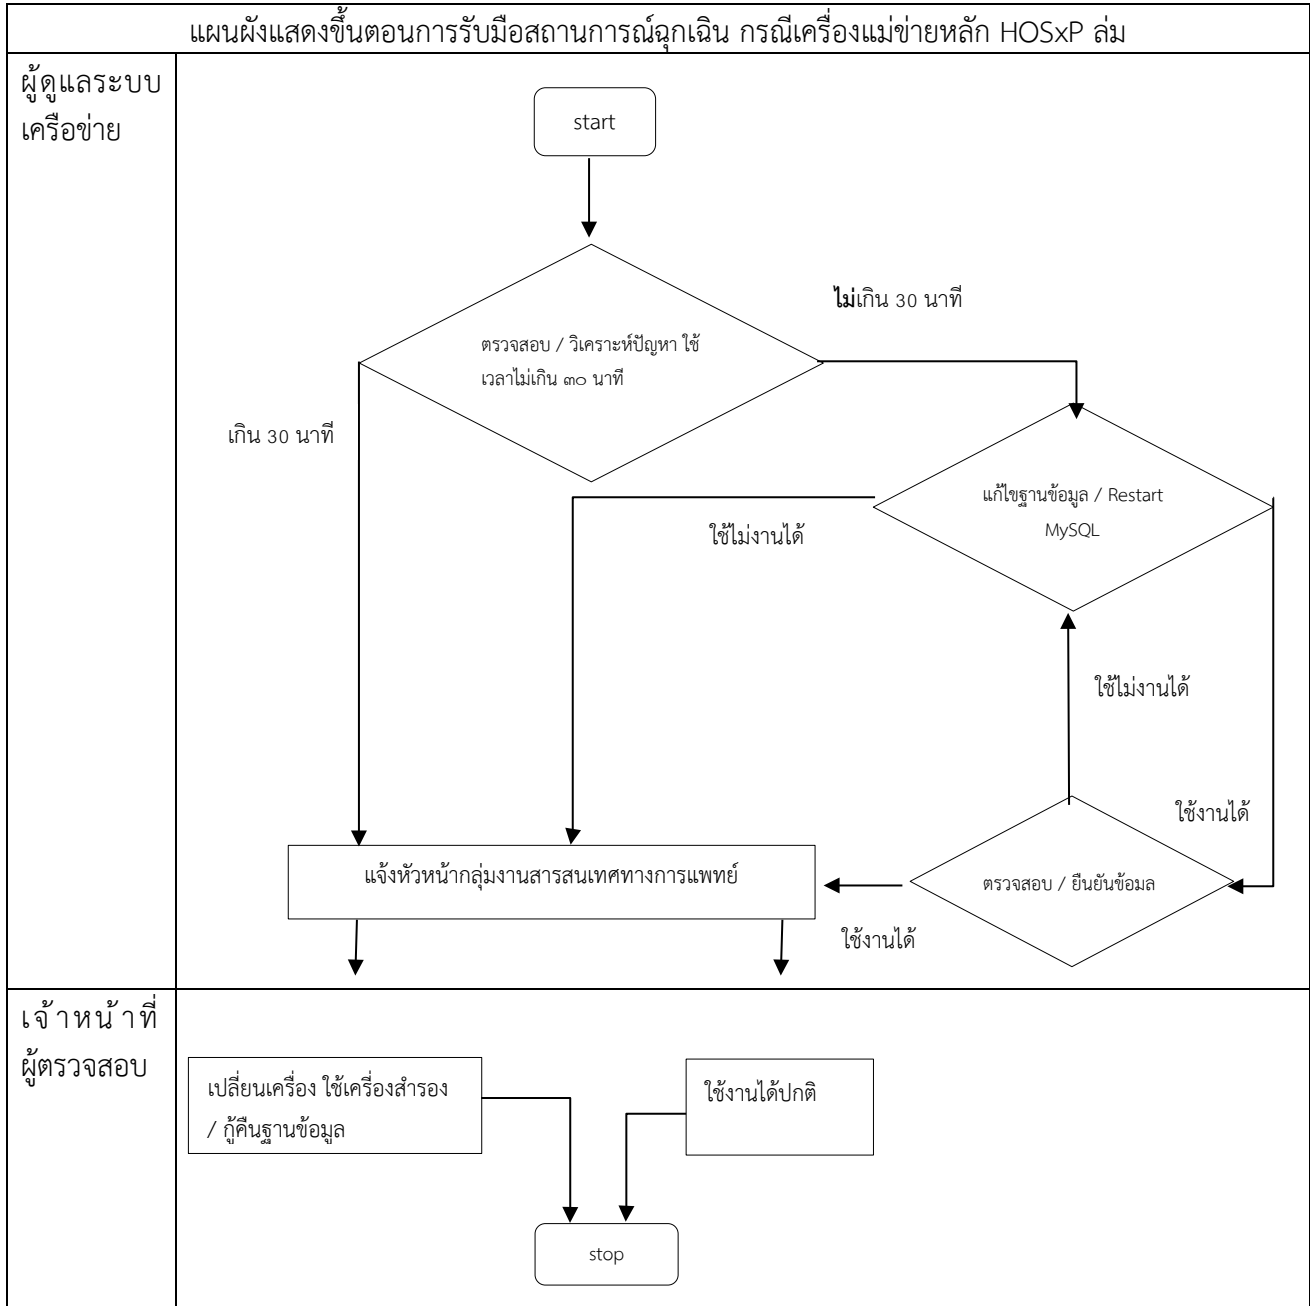 แผนผังแสดงขึ้นตอนการรับมือสถานการณ์ฉุกเฉิน กรณีเครื่องแม่ข่ายหลัก HOSxP ล่ม
ผู้ดูแลระบบ
เครือข่าย
start
ไม่เกิน 30 นาที
ตรวจสอบ / วิเคราะห์ปัญหา ใช้
เวลาไม่เกิน ๓๐ นาที
เกิน 30 นาที
แก้ไขฐานข้อมูล / Restart
MySQL
ใช้ไม่งานได้
ใช้ไม่งานได้
ใช้งานได้
แจ้งหัวหน้ากลุ่มงานสารสนเทศทางการแพทย์
ตรวจสอบ / ยืนยันข้อมล
ใช้งานได้
เจ้าหน้าที่
ผู้ตรวจสอบ
เปลี่ยนเครื่อง ใช้เครื่องสำรอง
/ กู้คืนฐานข้อมูล
ใช้งานได้ปกติ
stop